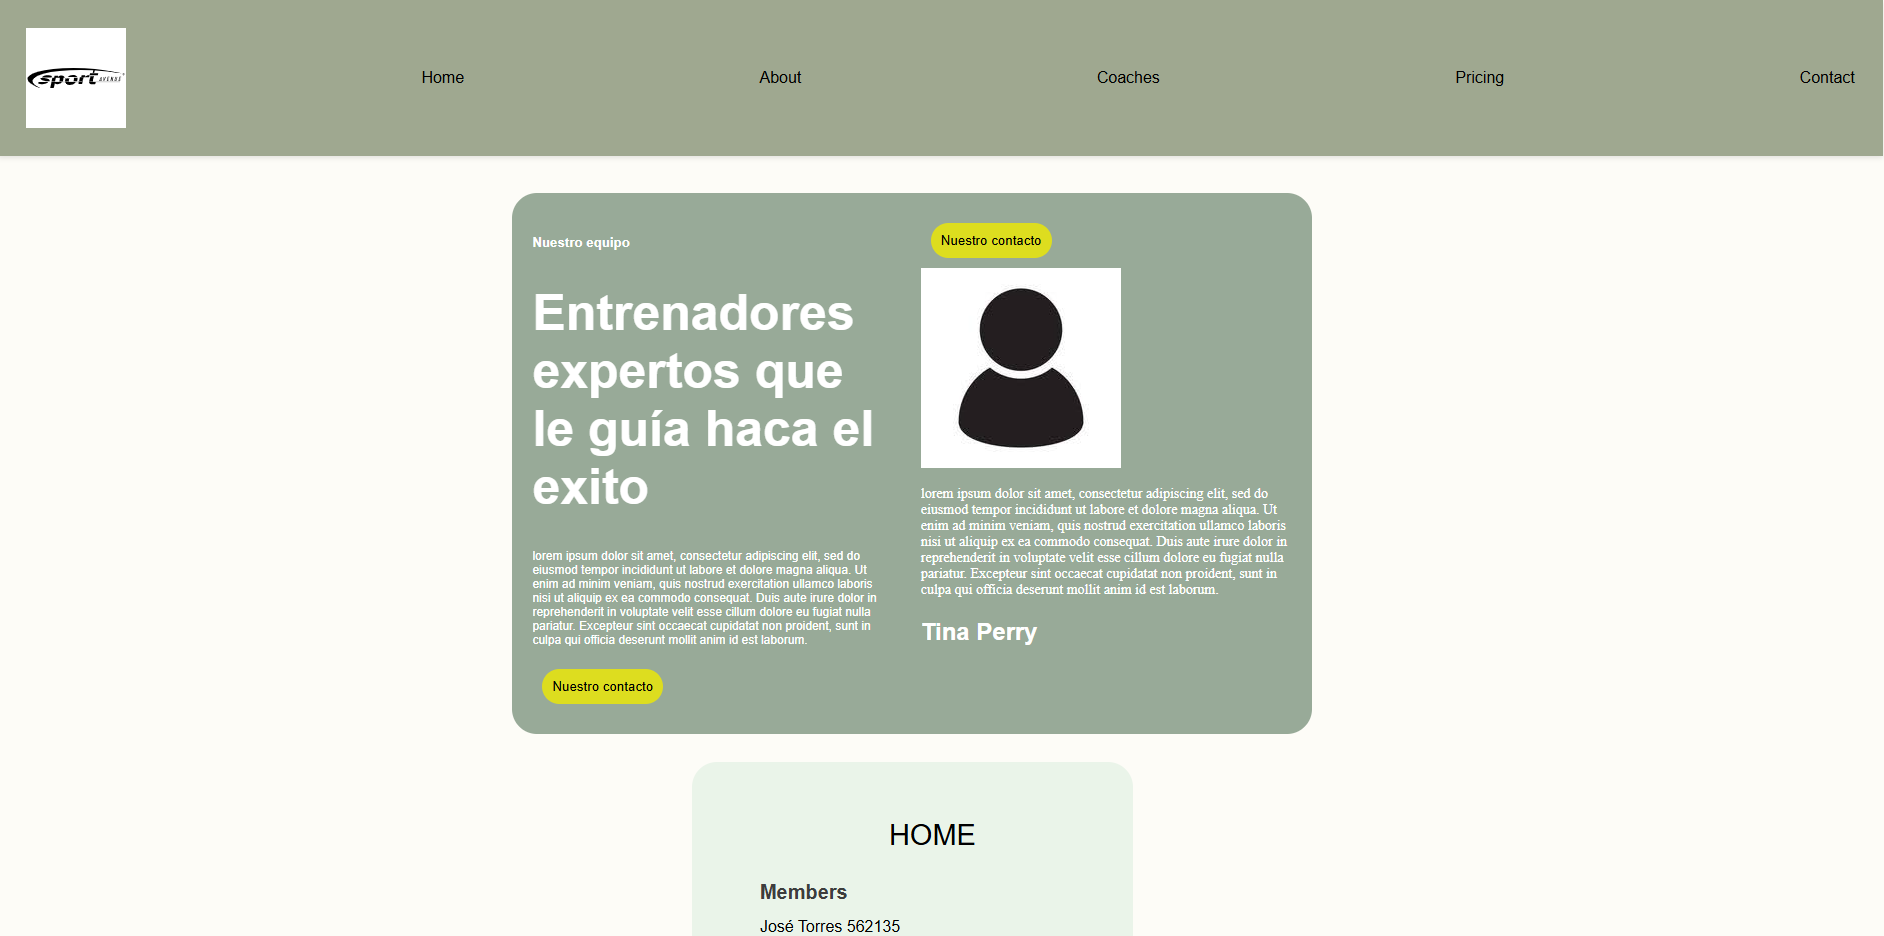 sport AVENUE
Home
About
Coaches
Pricing
Contact
Nuestro equipo
Entrenadores
expertos que
le guía haca el
exito
lorem ipsum dolor sit amet, consectetur adipiscing elit, sed do
eiusmod tempor incididunt ut labore et dolore magna aliqua. Ut
enim ad minim veniam, quis nostrud exercitation ullamco laboris
nisi ut aliquip ex ea commodo consequat. Duis aute irure dolor in
reprehenderit in voluptate velit esse cillum dolore eu fugiat nulla
pariatur. Excepteur sint occaecat cupidatat non proident, sunt in
culpa qui officia deserunt mollit anim id est laborum.
Nuestro contacto
Nuestro contacto
lorem ipsum dolor sit amet, consectetur adipiscing elit, sed do
eiusmod tempor incididunt ut labore et dolore magna aliqua. Ut
enim ad minim veniam, quis nostrud exercitation ullamco laboris
nisi ut aliquip ex ea commodo consequat. Duis aute irure dolor in
reprehenderit in voluptate velit esse cillum dolore eu fugiat nulla
pariatur. Excepteur sint occaecat cupidatat non proident, sunt in
culpa qui officia deserunt mollit anim id est laborum.
Tina Perry
HOME
Members
José Torres 562135